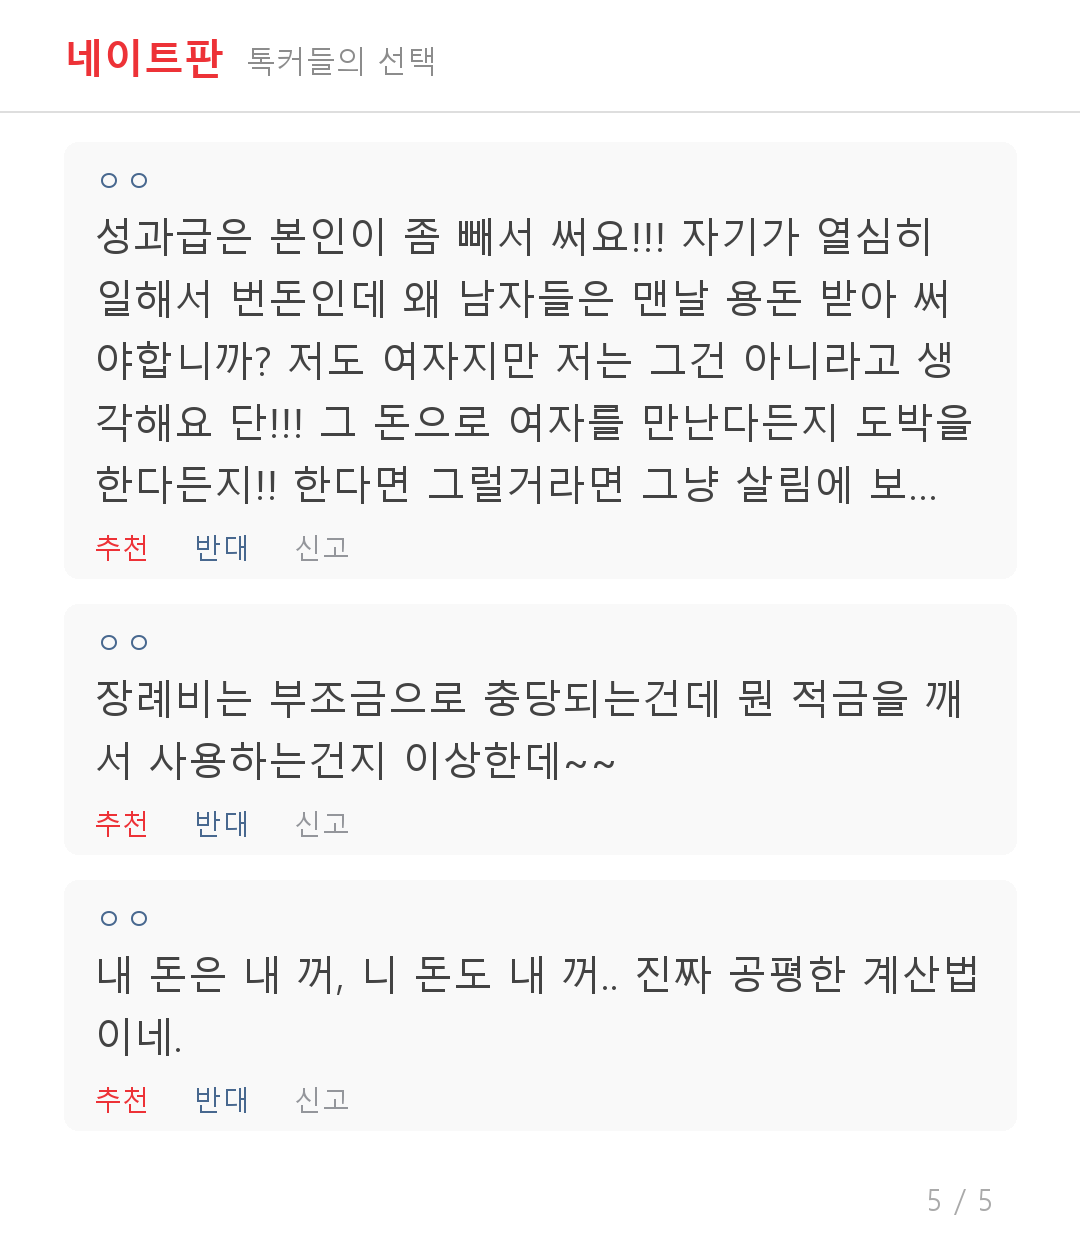 네이트판 톡커들의 선택
ㅇㅇ
성과급은 본인이 좀 빼서 써요!!! 자기가 열심히
일해서 번돈인데 왜 남자들은 맨날 용돈 받아 써
야합니까? 저도 여자지만 저는 그건 아니라고 생
각해요 단!!! 그 돈으로 여자를 만난다든지 도박을
한다든지!! 한다면 그럴거라면 그냥 살림에 보...
추천 반대 신고
ㅇㅇ
장례비는 부조금으로 충당되는건데 뭔 적금을 깨
서 사용하는건지 이상한데~~
추천 반대 신고
ㅇㅇ
내 돈은 내 꺼, 니 돈도 내 꺼.. 진짜 공평한 계산법
이네.
추천 반대 신고
5 / 5